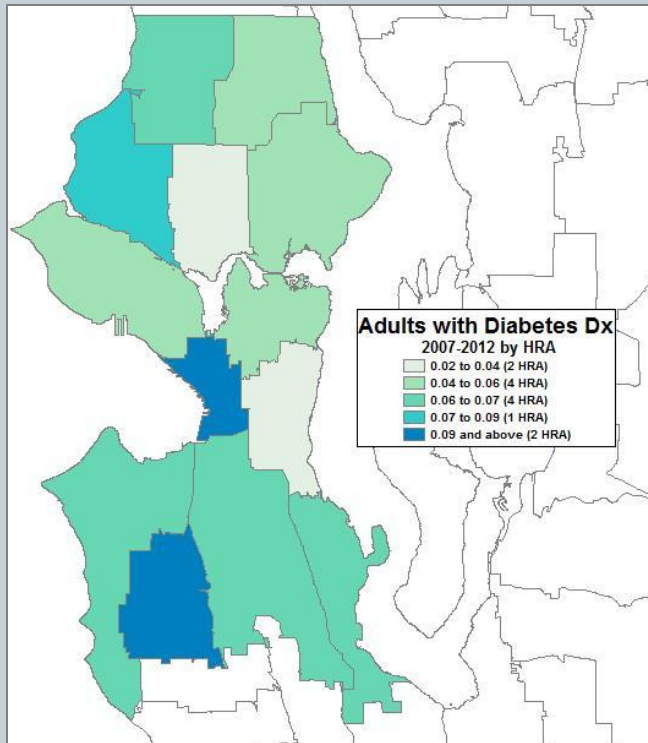 Adults with Diabetes Dx
2007-2012 by HRA
0.02 to 0.04 (2 HRA)
0.04 to 0.06 (4 HRA)
0.06 to 0.07 (4 HRA)
0.07 to 0.09 (1 HRA)
0.09 and above (2 HRA)